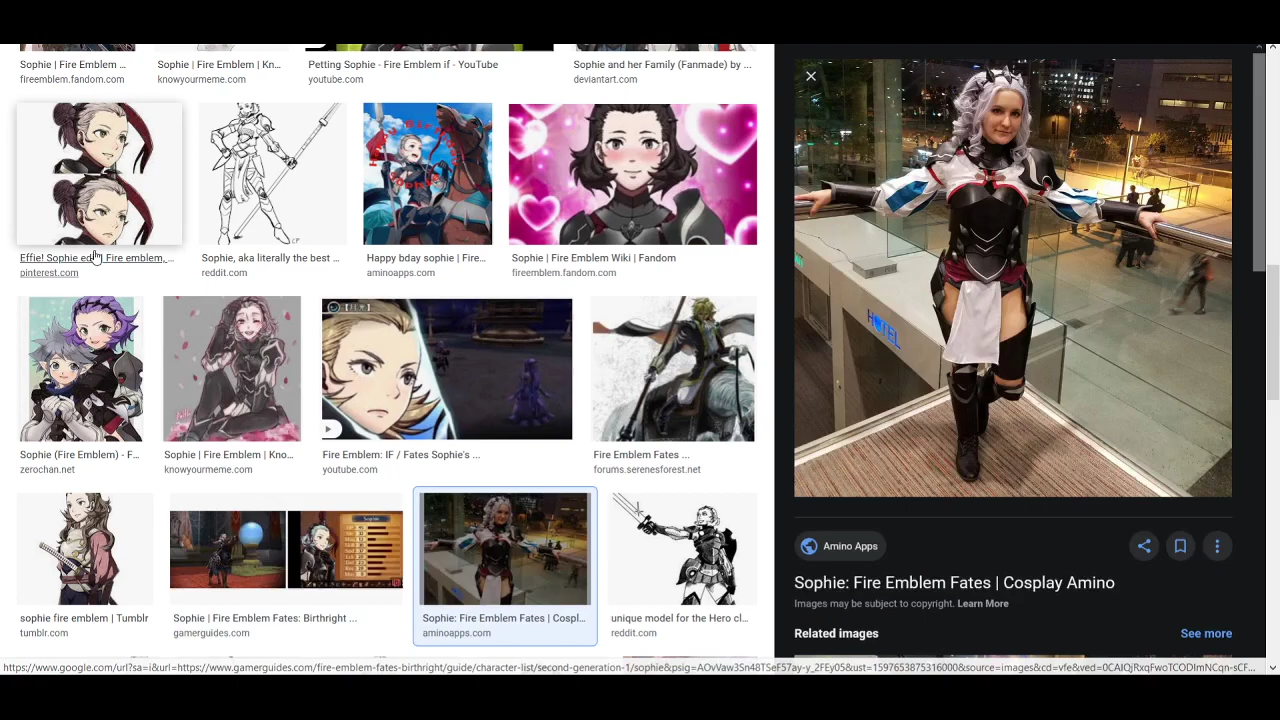 Sophie | Fire Emblem ...
fireemblem.fandom.com
Sophie | Fire Emblem | Kn...
knowyourmeme.com
Petting Sophie - Fire Emblem if - YouTube
youtube.com
Sophie and her Family (Fanmade) by ...
deviantart.com
Effie! Sophie ed Fire emblem, ...
pinterest.com
Sophie, aka literally the best ...
reddit.com
Happy bday sophie | Fire...
aminoapps.com
Sophie | Fire Emblem Wiki | Fandom
fireemblem.fandom.com
Sophie (Fire Emblem) - F...
zerochan.net
Sophie | Fire Emblem | Kno...
knowyourmeme.com
Fire Emblem: IF / Fates Sophie's ...
youtube.com
Fire Emblem Fates ...
forums.serenesforest.net
sophie fire emblem | Tumblr
tumblr.com
Sophie | Fire Emblem Fates: Birthright ...
gamerguides.com
Sophie: Fire Emblem Fates | Cospl...
aminoapps.com
unique model for the Hero cl...
reddit.com
HOTEL
Amino Apps
Sophie: Fire Emblem Fates | Cosplay Amino
Images may be subject to copyright. Learn More
Related images
See more